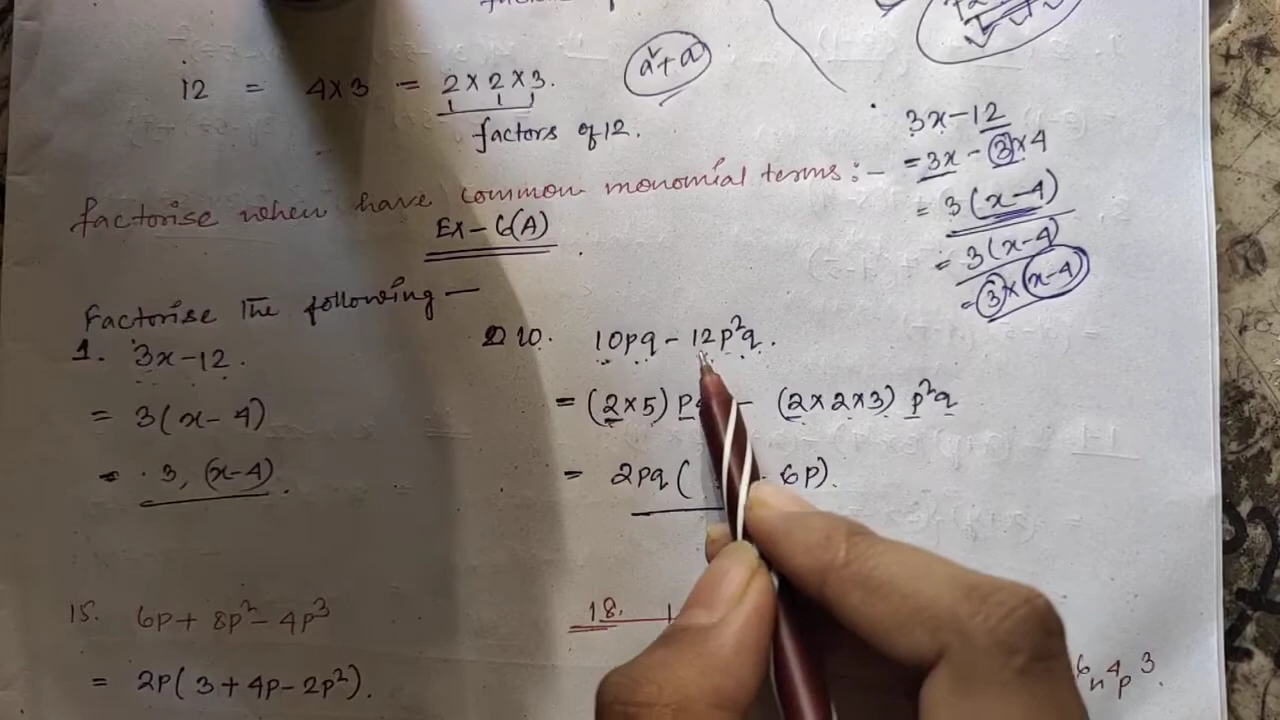 12 = 4×3 = 2×2×3.
a²+a
factors of 12.
3x-12
= 3x - 3×4
= 3(x-4)
= 3(x-4)
= 3×(x-4)
factorise when have common monomial terms:-
Ex-6(A)
Factorise The following —
1. 3x-12.
= 3(x-4)
= 3, (x-4).
10. 10pq - 12p²q.
= (2×5) p - (2×2×3) p²q
= 2pq ( 6p).
15. 6p + 8p² - 4p³
= 2p( 3 + 4p - 2p²).
18.
n⁴p³.